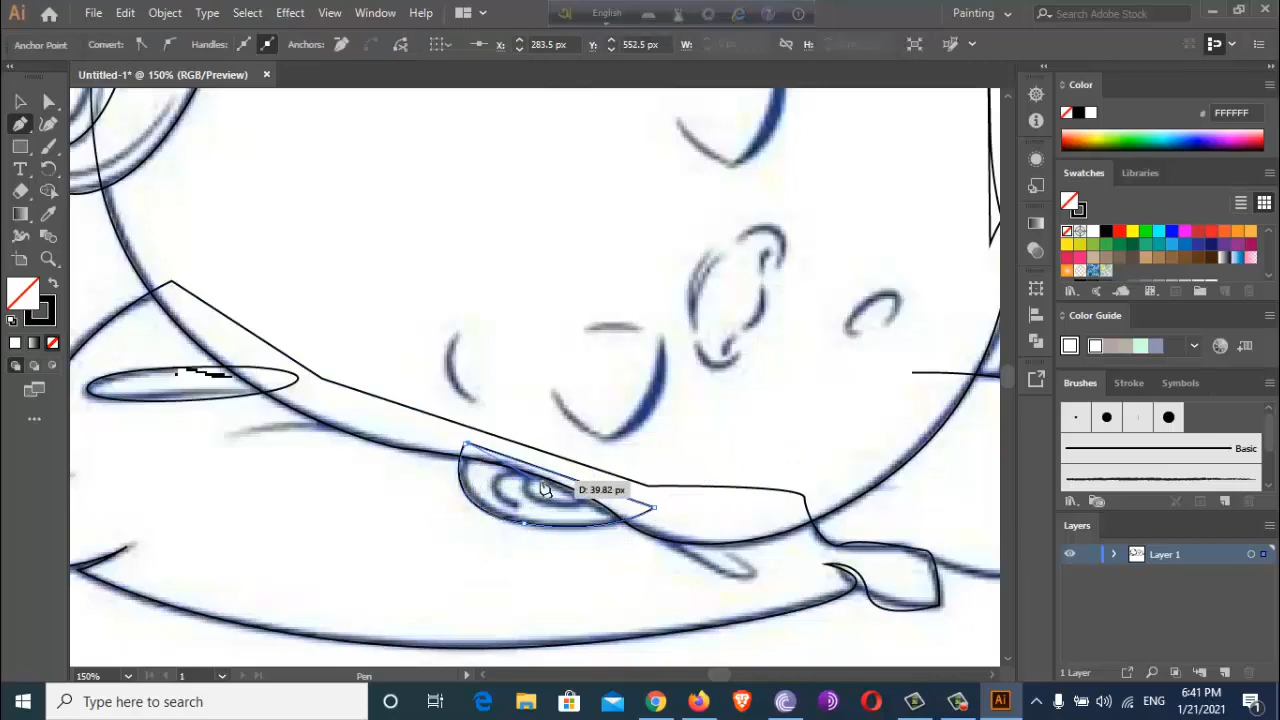 Ai File Edit Object Type Select Effect View Window Help English Painting Search Adobe Stock
Anchor Point Convert: Handles: Anchors: X: 283.5 px Y: 552.5 px W: H:
Untitled-1* @ 150% (RGB/Preview) ×
Color
FFFFFF
Swatches Libraries
Color Guide
Brushes Stroke Symbols
Basic
D: 39.82 px
Layers
Layer 1
1 Layer
150% 1 Pen
Type here to search
Ai
ENG
6:41 PM
1/21/2021